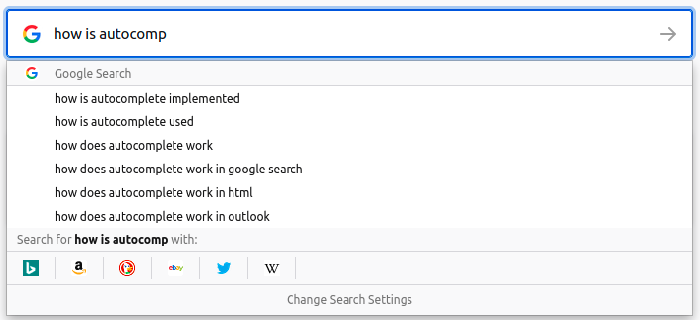 how is autocomp
Google Search
how is autocomplete implemented
how is autocomplete used
how does autocomplete work
how does autocomplete work in google search
how does autocomplete work in html
how does autocomplete work in outlook
Search for how is autocomp with:
b a ebay W
Change Search Settings